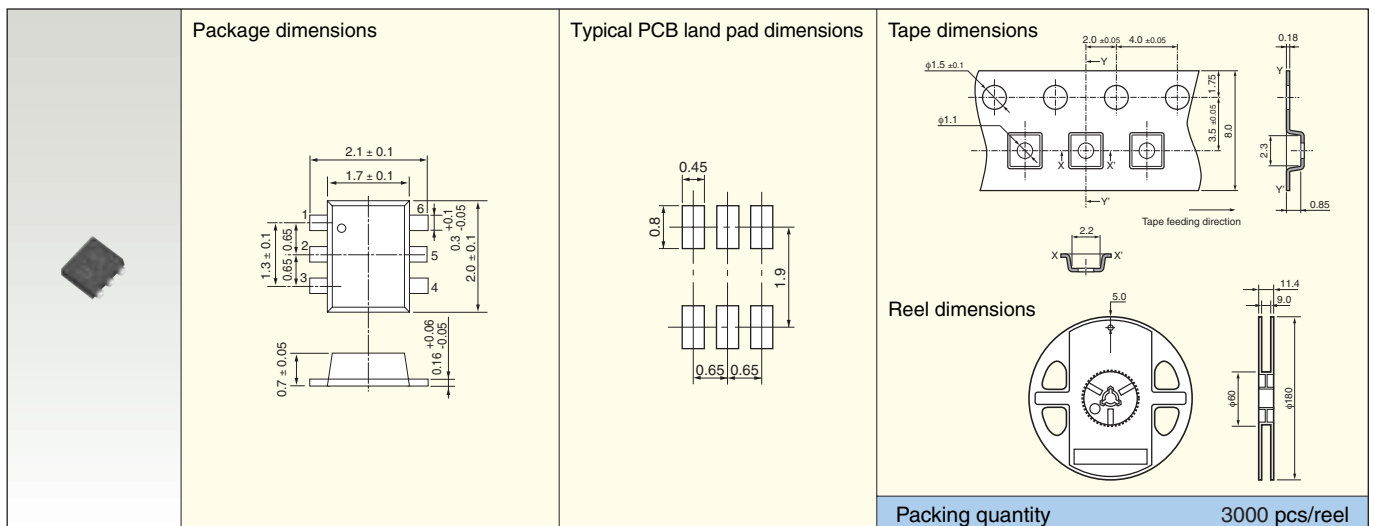 Package dimensions
2.1 ± 0.1
1.7 ± 0.1
1
6
2
5
3
4
1.3 ± 0.1
0.65
0.65
0.3 +0.1 -0.05
2.0 ± 0.1
0.7 ± 0.05
0.16 +0.06 -0.05
Typical PCB land pad dimensions
0.45
0.8
1.9
0.65
0.65
Tape dimensions
2.0 ±0.05
4.0 ±0.05
0.18
φ1.5 ±0.1
Y
Y
1.75
φ1.1
3.5 ±0.05
8.0
2.3
X
X'
Y'
Y'
0.85
Tape feeding direction
2.2
X
X'
Reel dimensions
5.0
11.4
9.0
φ60
φ180
Packing quantity 3000 pcs/reel